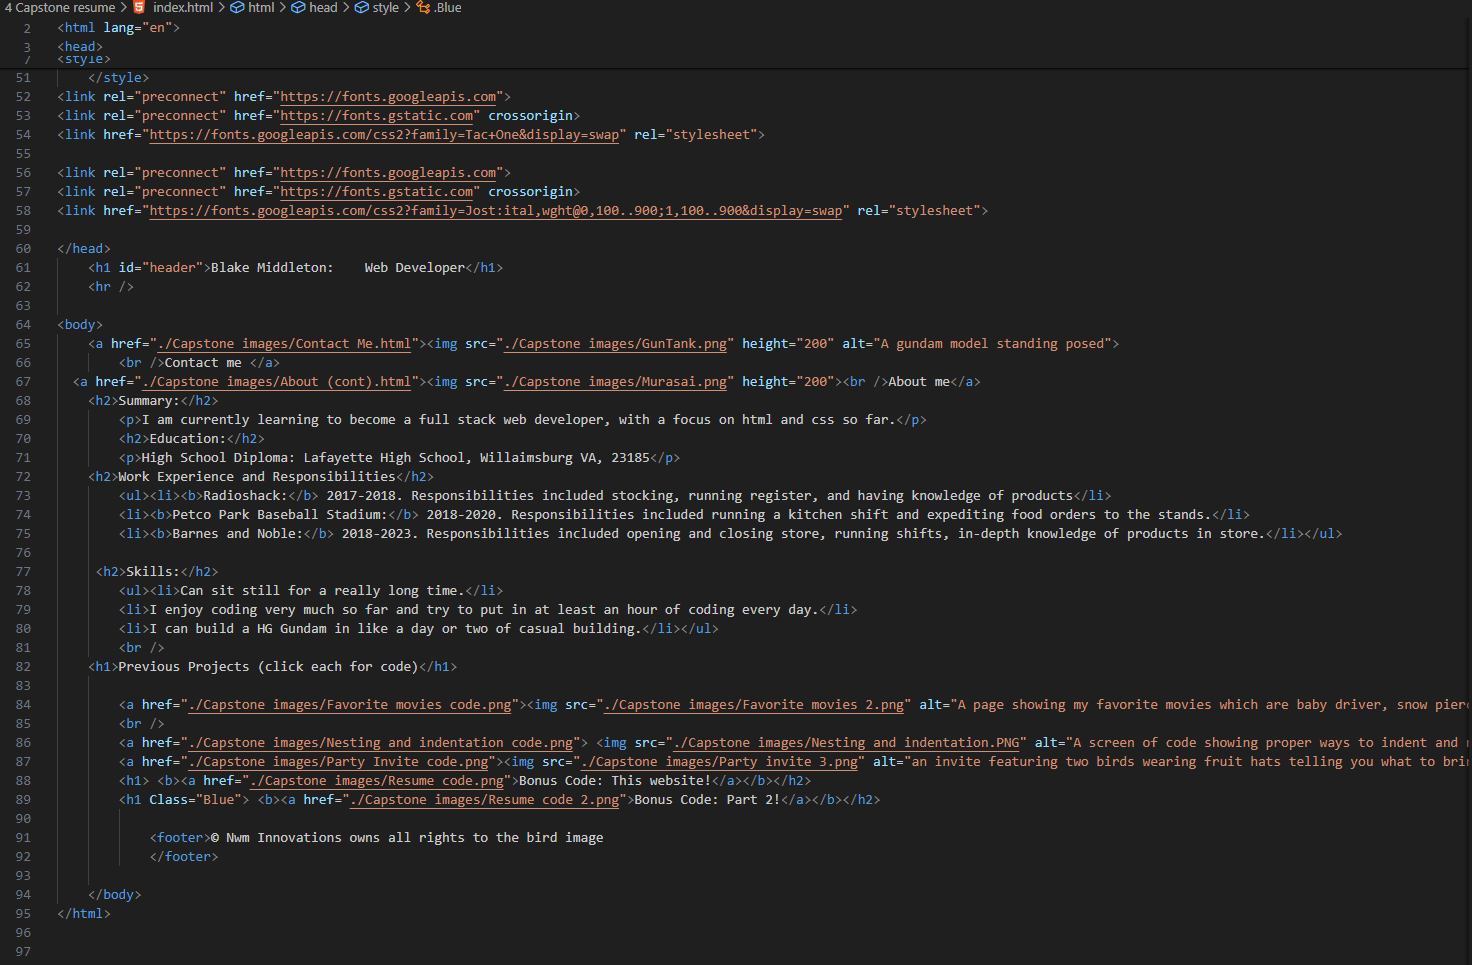 4 Capstone resume > index.html > html > head > style > .Blue
2 <html lang="en">
3 <head>
7 <style>
51 </style>
52 <link rel="preconnect" href="https://fonts.googleapis.com">
53 <link rel="preconnect" href="https://fonts.gstatic.com" crossorigin>
54 <link href="https://fonts.googleapis.com/css2?family=Tac+One&display=swap" rel="stylesheet">
55
56 <link rel="preconnect" href="https://fonts.googleapis.com">
57 <link rel="preconnect" href="https://fonts.gstatic.com" crossorigin>
58 <link href="https://fonts.googleapis.com/css2?family=Jost:ital,wght@0,100..900;1,100..900&display=swap" rel="stylesheet">
59
60 </head>
61 <h1 id="header">Blake Middleton:    Web Developer</h1>
62 <hr />
63
64 <body>
65 <a href="./Capstone images/Contact Me.html"><img src="./Capstone images/GunTank.png" height="200" alt="A gundam model standing posed">
66 <br />Contact me </a>
67 <a href="./Capstone images/About (cont).html"><img src="./Capstone images/Murasai.png" height="200"><br />About me</a>
68 <h2>Summary:</h2>
69 <p>I am currently learning to become a full stack web developer, with a focus on html and css so far.</p>
70 <h2>Education:</h2>
71 <p>High School Diploma: Lafayette High School, Willaimsburg VA, 23185</p>
72 <h2>Work Experience and Responsibilities</h2>
73 <ul><li><b>Radioshack:</b> 2017-2018. Responsibilities included stocking, running register, and having knowledge of products</li>
74 <li><b>Petco Park Baseball Stadium:</b> 2018-2020. Responsibilities included running a kitchen shift and expediting food orders to the stands.</li>
75 <li><b>Barnes and Noble:</b> 2018-2023. Responsibilities included opening and closing store, running shifts, in-depth knowledge of products in store.</li></ul>
76
77 <h2>Skills:</h2>
78 <ul><li>Can sit still for a really long time.</li>
79 <li>I enjoy coding very much so far and try to put in at least an hour of coding every day.</li>
80 <li>I can build a HG Gundam in like a day or two of casual building.</li></ul>
81 <br />
82 <h1>Previous Projects (click each for code)</h1>
83
84 <a href="./Capstone images/Favorite movies code.png"><img src="./Capstone images/Favorite movies 2.png" alt="A page showing my favorite movies which are baby driver, snow pier
85 <br />
86 <a href="./Capstone images/Nesting and indentation code.png"> <img src="./Capstone images/Nesting and indentation.PNG" alt="A screen of code showing proper ways to indent and
87 <a href="./Capstone images/Party Invite code.png"><img src="./Capstone images/Party invite 3.png" alt="an invite featuring two birds wearing fruit hats telling you what to brin
88 <h1> <b><a href="./Capstone images/Resume code.png">Bonus Code: This website!</a></b></h2>
89 <h1 Class="Blue"> <b><a href="./Capstone images/Resume code 2.png">Bonus Code: Part 2!</a></b></h2>
90
91 <footer>© Nwm Innovations owns all rights to the bird image
92 </footer>
93
94 </body>
95 </html>
96
97